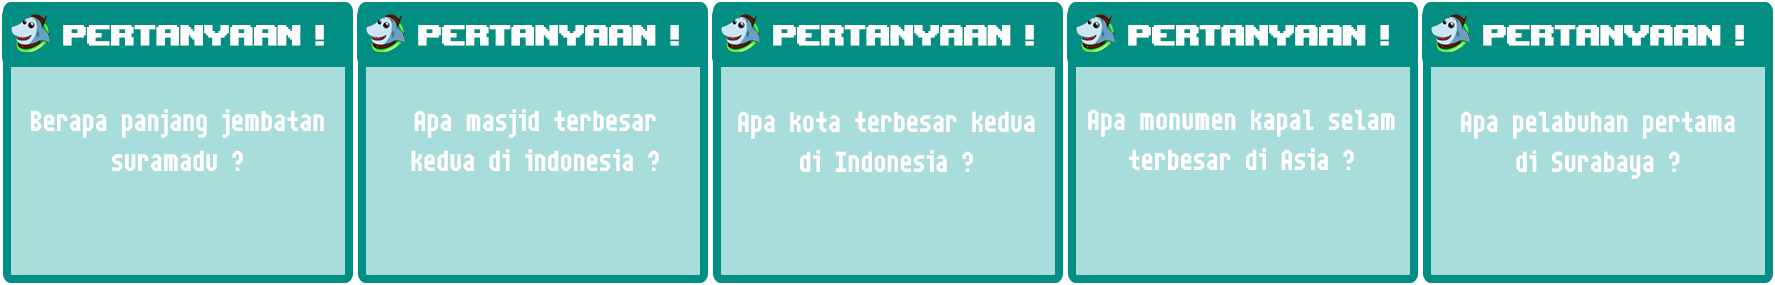 PERTANYAAN !
Berapa panjang jembatan
suramadu ?
PERTANYAAN !
Apa masjid terbesar
kedua di indonesia ?
PERTANYAAN !
Apa kota terbesar kedua
di Indonesia ?
PERTANYAAN !
Apa monumen kapal selam
terbesar di Asia ?
PERTANYAAN !
Apa pelabuhan pertama
di Surabaya ?